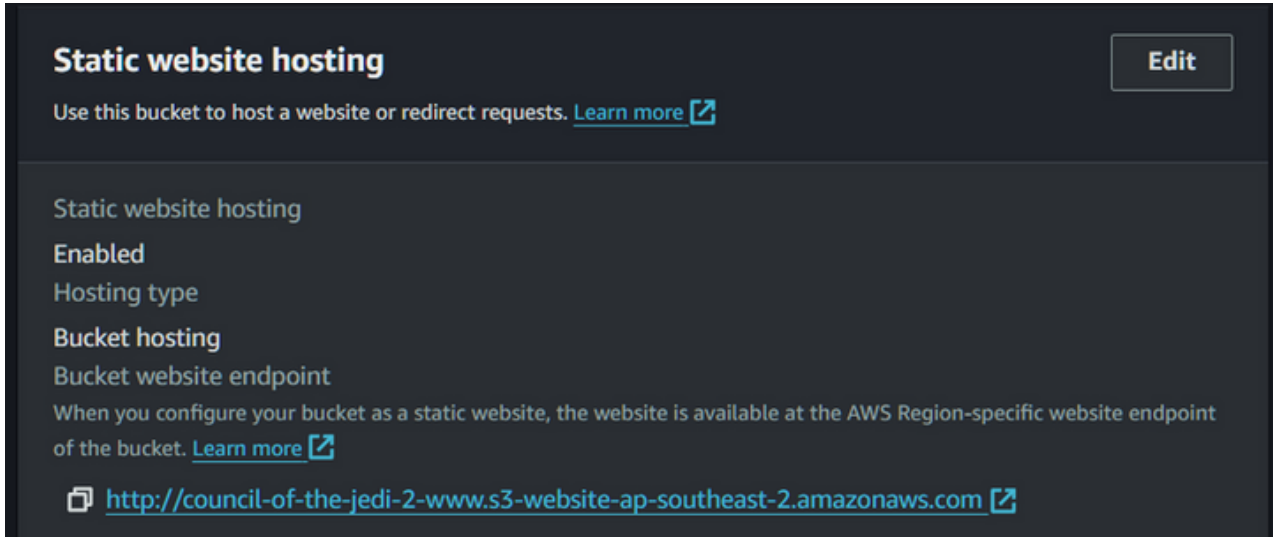 Static website hosting
Edit
Use this bucket to host a website or redirect requests. Learn more
Static website hosting
Enabled
Hosting type
Bucket hosting
Bucket website endpoint
When you configure your bucket as a static website, the website is available at the AWS Region-specific website endpoint
of the bucket. Learn more
http://council-of-the-jedi-2-www.s3-website-ap-southeast-2.amazonaws.com